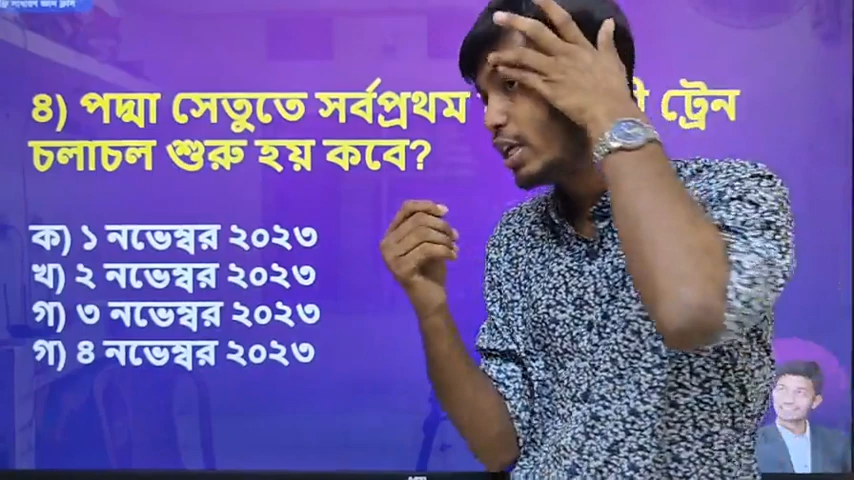 সাধারণ জ্ঞান ক্লাস
৪) পদ্মা সেতুতে সর্বপ্রথম ট্রেন
চলাচল শুরু হয় কবে?
ক) ১ নভেম্বর ২০২৩
খ) ২ নভেম্বর ২০২৩
গ) ৩ নভেম্বর ২০২৩
গ) ৪ নভেম্বর ২০২৩